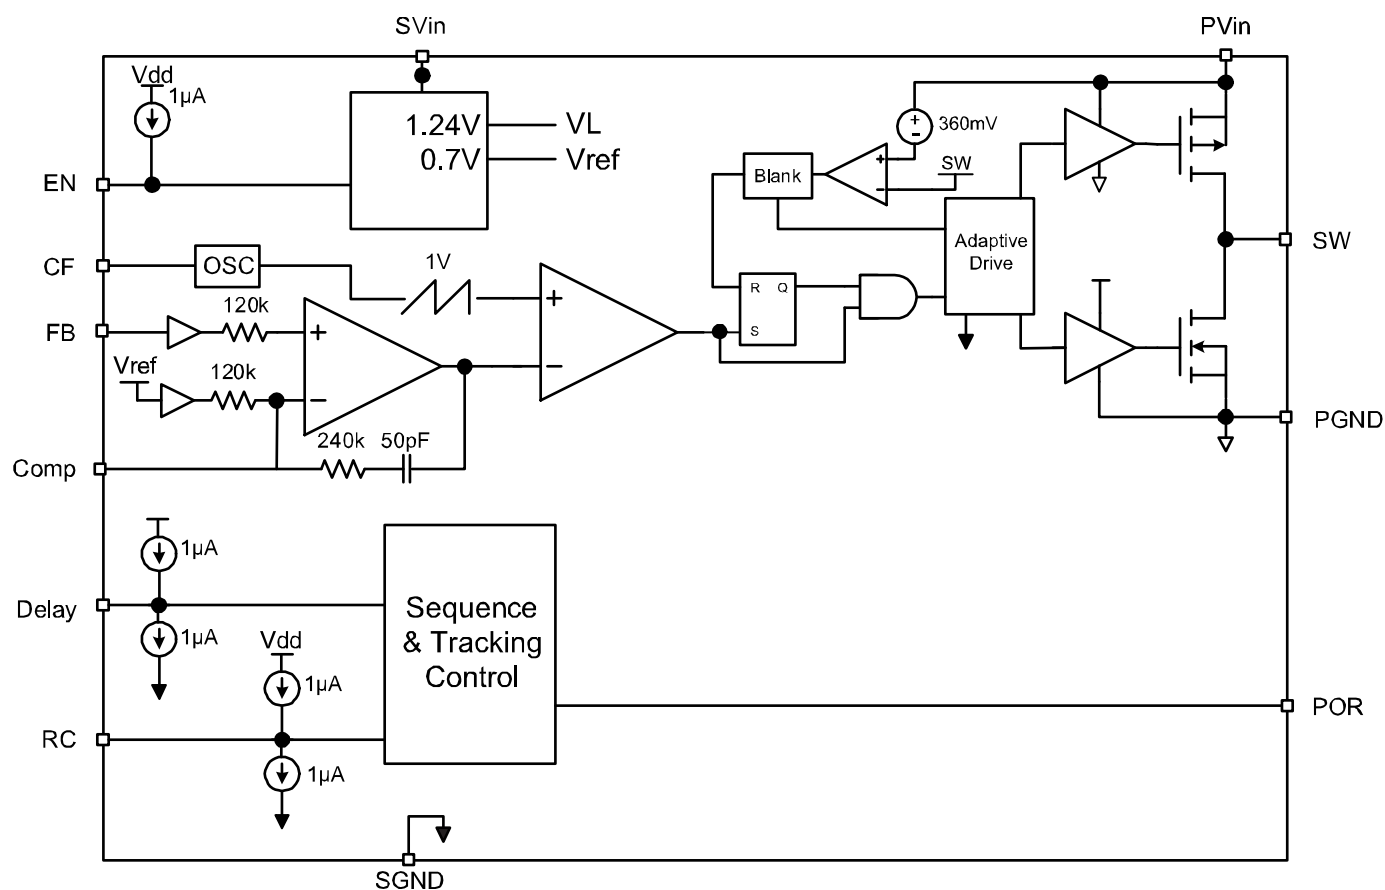 SVin
PVin
Vdd
1µA
1.24V
VL
0.7V
Vref
+
-
360mV
SW
+
-
Blank
EN
Adaptive
Drive
SW
CF
OSC
1V
R
Q
S
120k
FB
+
-
Vref
120k
+
-
240k
50pF
Comp
PGND
1µA
Delay
1µA
Vdd
1µA
Sequence
& Tracking
Control
RC
1µA
POR
SGND